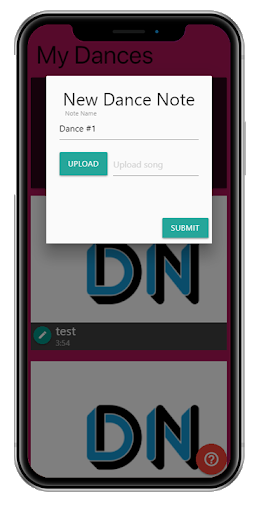 My Dances
New Dance Note
Note Name
Dance #1
UPLOAD
Upload song
SUBMIT
DN
test
3:54
DN
?